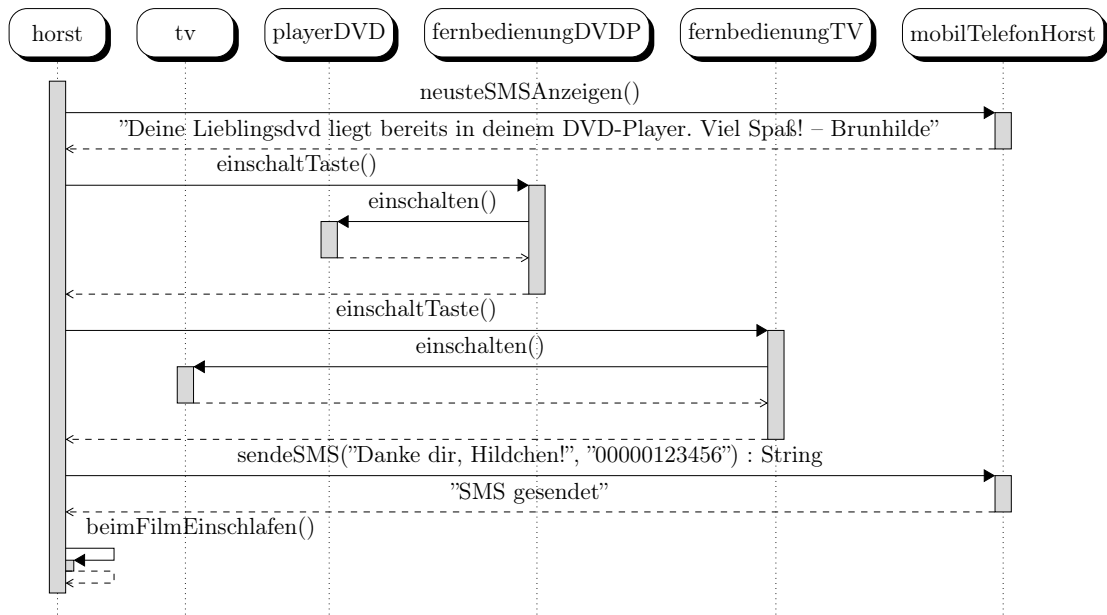 horst tv playerDVD fernbedienungDVDP fernbedienungTV mobilTelefonHorst
neusteSMSAnzeigen()
”Deine Lieblingsdvd liegt bereits in deinem DVD-Player. Viel Spaß! – Brunhilde”
einschaltTaste()
einschalten()
einschaltTaste()
einschalten()
sendeSMS(”Danke dir, Hildchen!”, ”00000123456”) : String
”SMS gesendet”
beimFilmEinschlafen()